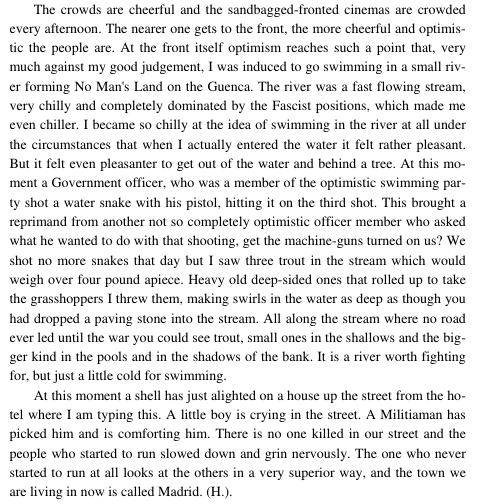 The crowds are cheerful and the sandbagged-fronted cinemas are crowded
every afternoon. The nearer one gets to the front, the more cheerful and optimis-
tic the people are. At the front itself optimism reaches such a point that, very
much against my good judgement, I was induced to go swimming in a small riv-
er forming No Man's Land on the Guenca. The river was a fast flowing stream,
very chilly and completely dominated by the Fascist positions, which made me
even chiller. I became so chilly at the idea of swimming in the river at all under
the circumstances that when I actually entered the water it felt rather pleasant.
But it felt even pleasanter to get out of the water and behind a tree. At this mo-
ment a Government officer, who was a member of the optimistic swimming par-
ty shot a water snake with his pistol, hitting it on the third shot. This brought a
reprimand from another not so completely optimistic officer member who asked
what he wanted to do with that shooting, get the machine-guns turned on us? We
shot no more snakes that day but I saw three trout in the stream which would
weigh over four pound apiece. Heavy old deep-sided ones that rolled up to take
the grasshoppers I threw them, making swirls in the water as deep as though you
had dropped a paving stone into the stream. All along the stream where no road
ever led until the war you could see trout, small ones in the shallows and the big-
ger kind in the pools and in the shadows of the bank. It is a river worth fighting
for, but just a little cold for swimming.
At this moment a shell has just alighted on a house up the street from the ho-
tel where I am typing this. A little boy is crying in the street. A Militiaman has
picked him and is comforting him. There is no one killed in our street and the
people who started to run slowed down and grin nervously. The one who never
started to run at all looks at the others in a very superior way, and the town we
are living in now is called Madrid. (H.).